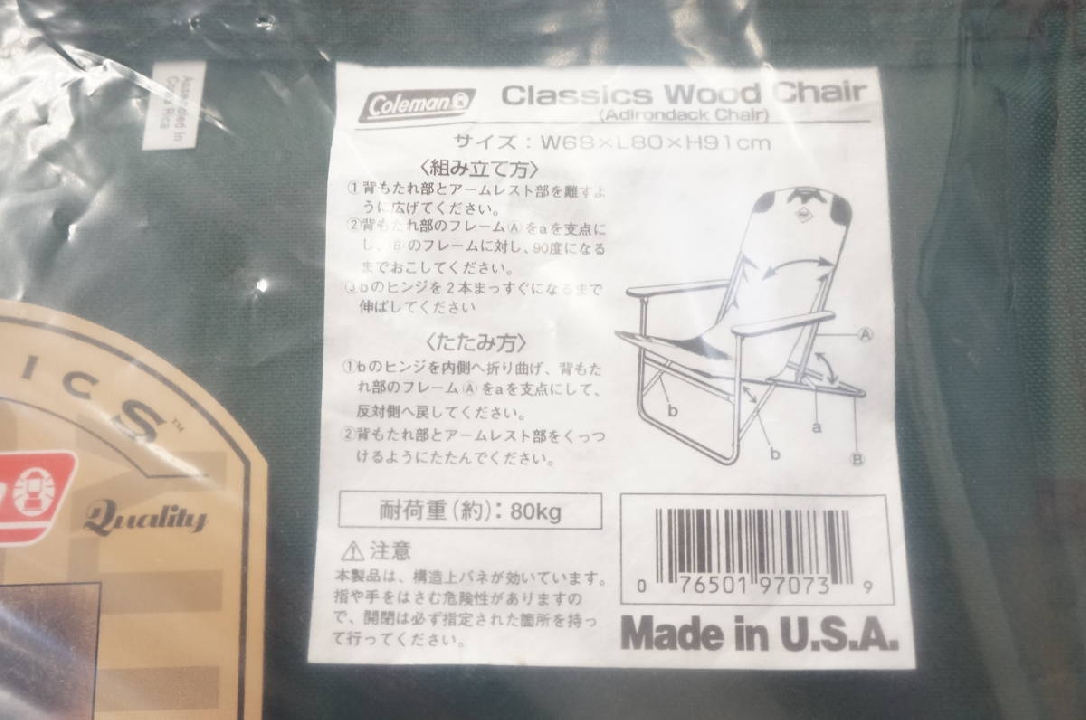 Assembled in
Costa Rica
Coleman
Classics Wood Chair
(Adirondack Chair)
サイズ：W68×L80×H91cm
〈組み立て方〉
①背もたれ部とアームレスト部を離すよ
うに広げてください。
②背もたれ部のフレームⒶをaを支点に
し、Ⓑのフレームに対し、90度になる
までおこしてください。
③bのヒンジを２本まっすぐになるまで
伸ばしてください
〈たたみ方〉
①bのヒンジを内側へ折り曲げ、背もた
れ部のフレームⒶをaを支点にして、
反対側へ戻してください。
②背もたれ部とアームレスト部をくっつ
けるようにたたんでください。
Ⓐ
b
a
b
Ⓑ
耐荷重（約）：80kg
⚠注意
本製品は、構造上バネが効いています。
指や手をはさむ危険性がありますの
で、開閉は必ず指定された箇所を持っ
て行ってください。
0 76501 97073 9
Made in U.S.A.
ICS™
Quality